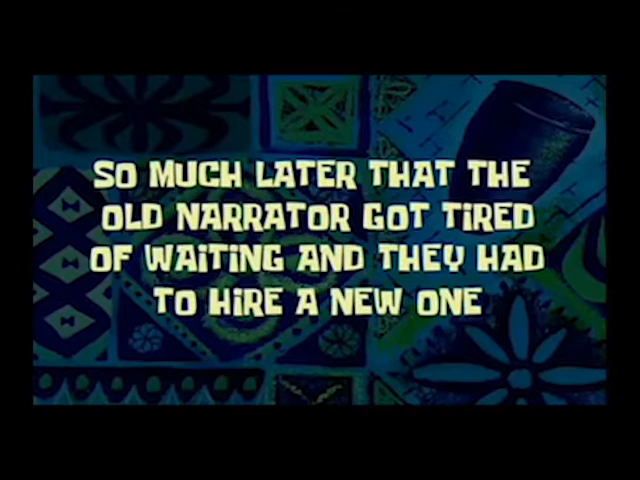 SO MUCH LATER THAT THE
OLD NARRATOR GOT TiRED
OF WAiTiNG AND THEY HAD
TO HiRE A NEW ONE